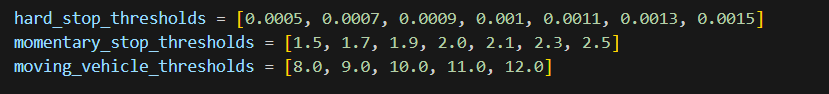 hard_stop_thresholds = [0.0005, 0.0007, 0.0009, 0.001, 0.0011, 0.0013, 0.0015]
momentary_stop_thresholds = [1.5, 1.7, 1.9, 2.0, 2.1, 2.3, 2.5]
moving_vehicle_thresholds = [8.0, 9.0, 10.0, 11.0, 12.0]